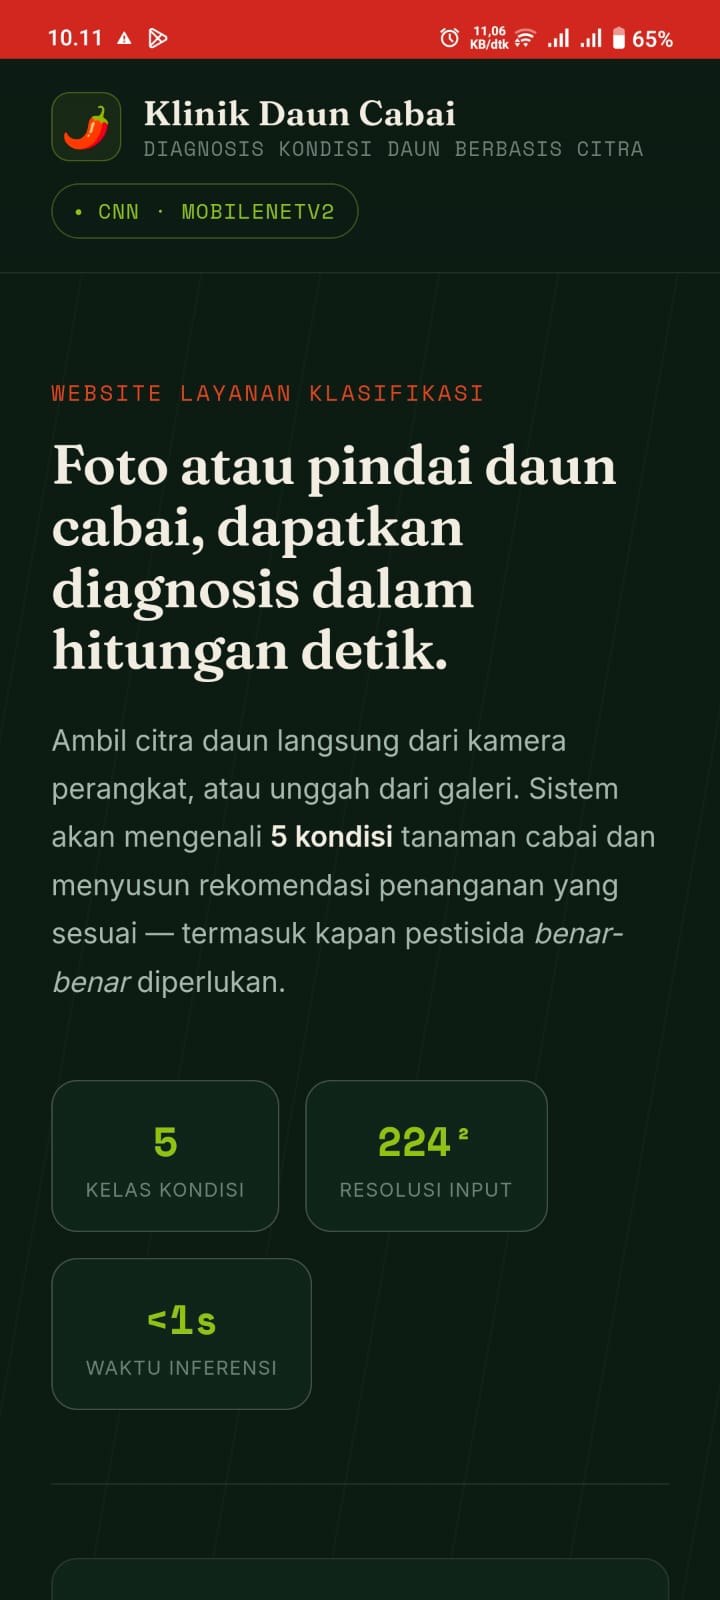 10.11
11,06
KB/dtk
65%
Klinik Daun Cabai
DIAGNOSIS KONDISI DAUN BERBASIS CITRA
• CNN · MOBILENETV2
WEBSITE LAYANAN KLASIFIKASI
Foto atau pindai daun
cabai, dapatkan
diagnosis dalam
hitungan detik.
Ambil citra daun langsung dari kamera
perangkat, atau unggah dari galeri. Sistem
akan mengenali 5 kondisi tanaman cabai dan
menyusun rekomendasi penanganan yang
sesuai — termasuk kapan pestisida benar-
benar diperlukan.
5
KELAS KONDISI
224²
RESOLUSI INPUT
<1s
WAKTU INFERENSI